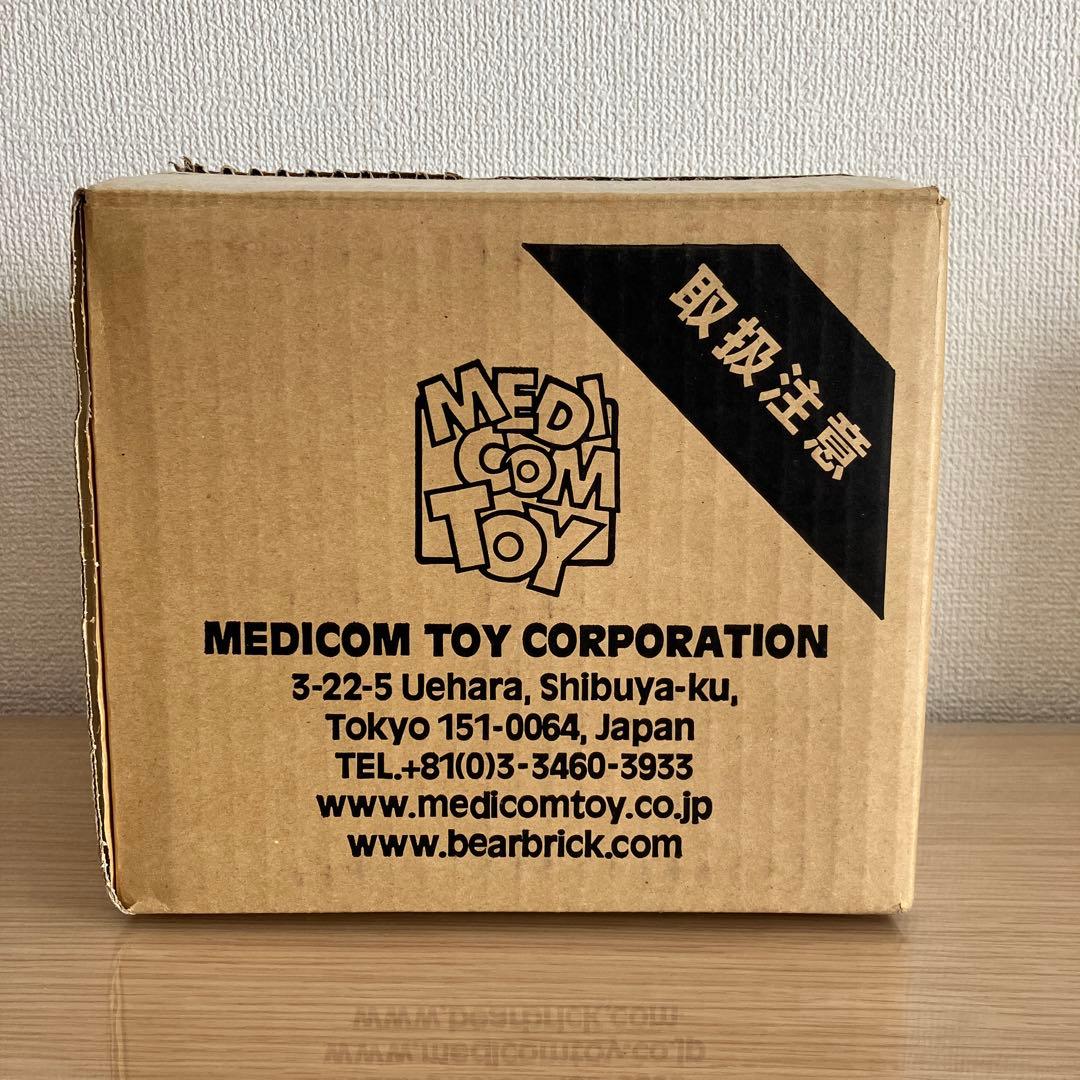 取扱注意
MEDI
COM
TOY
MEDICOM TOY CORPORATION
3-22-5 Uehara, Shibuya-ku,
Tokyo 151-0064, Japan
TEL.+81(0)3-3460-3933
www.medicomtoy.co.jp
www.bearbrick.com